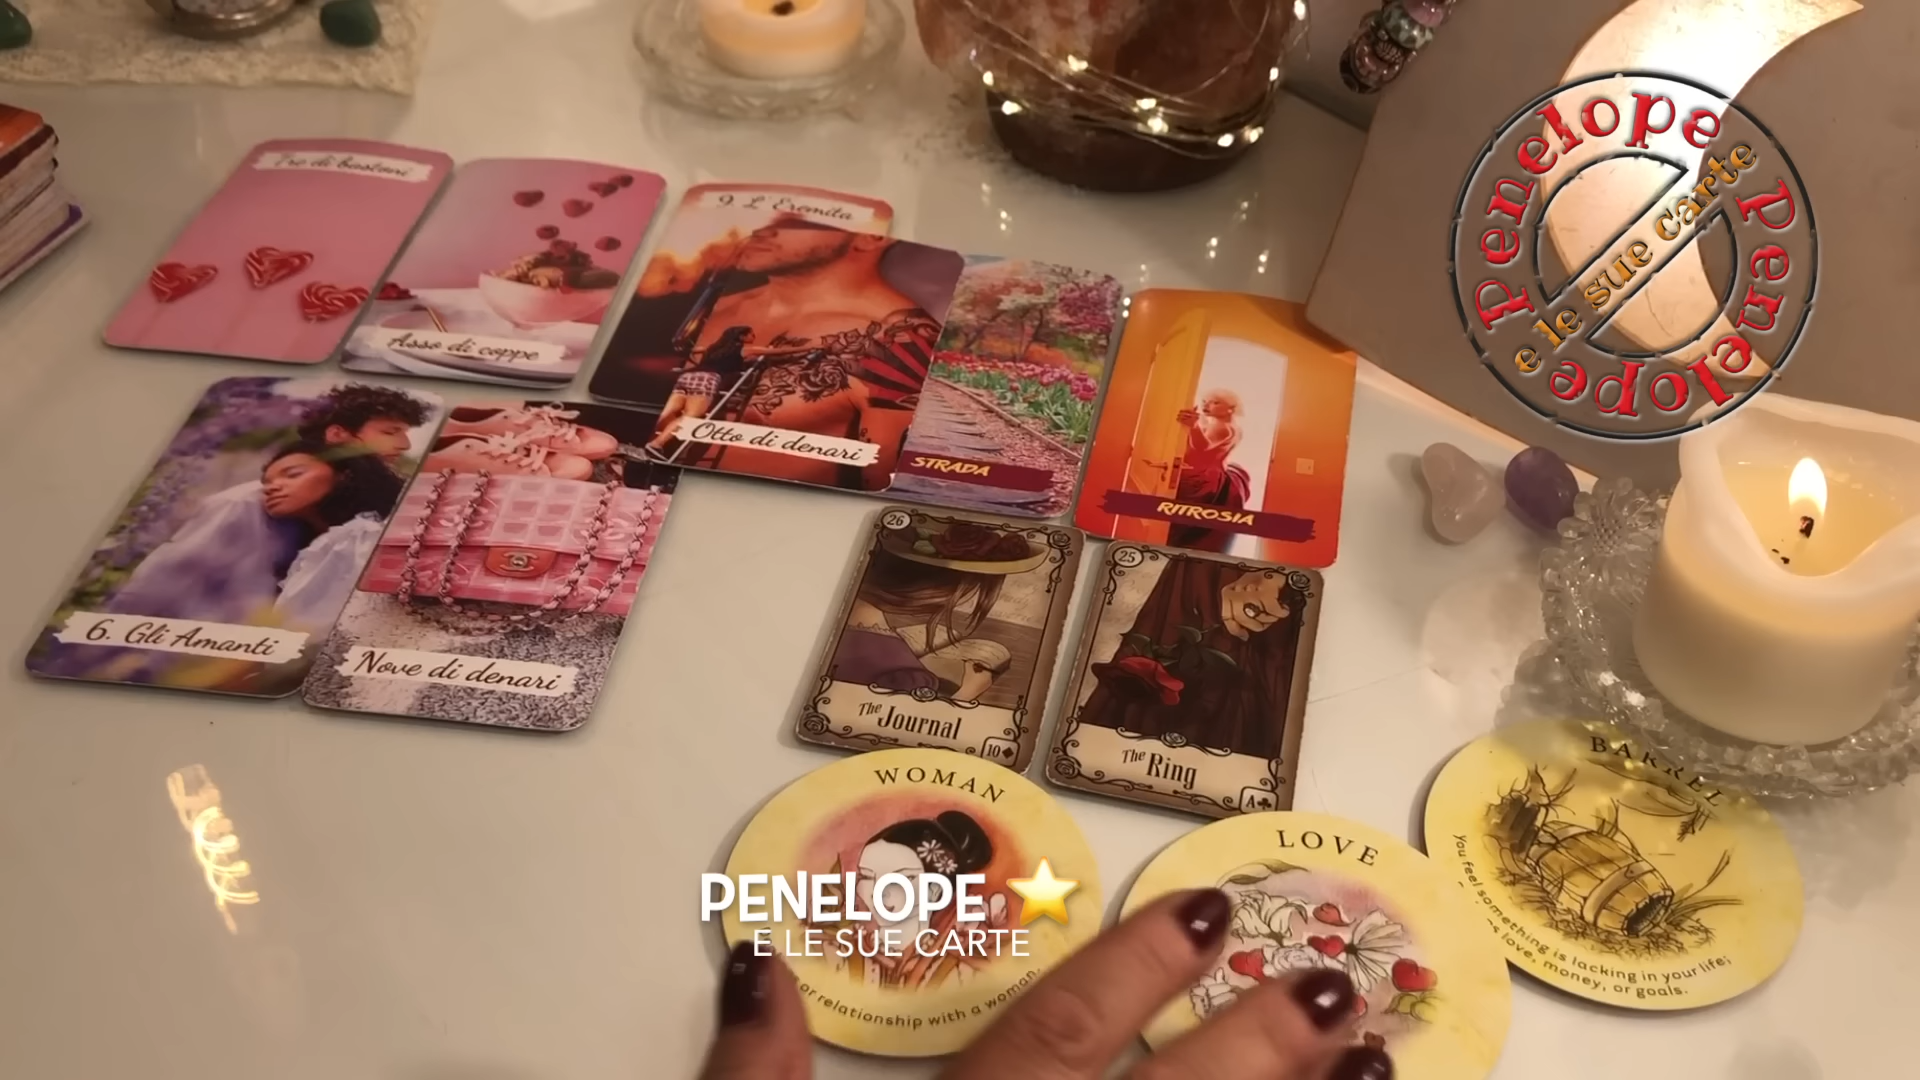 Tre di bastoni
Asso di coppe
9. L'Eremita
Otto di denari
STRADA
RITROSIA
6. Gli Amanti
Nove di denari
26
The Journal
10
25
The Ring
A
WOMAN
or relationship with a woman.
LOVE
BARREL
You feel something is lacking in your life;
love, money, or goals.
PENELOPE
E LE SUE CARTE
Penelope Penelope
e le sue carte